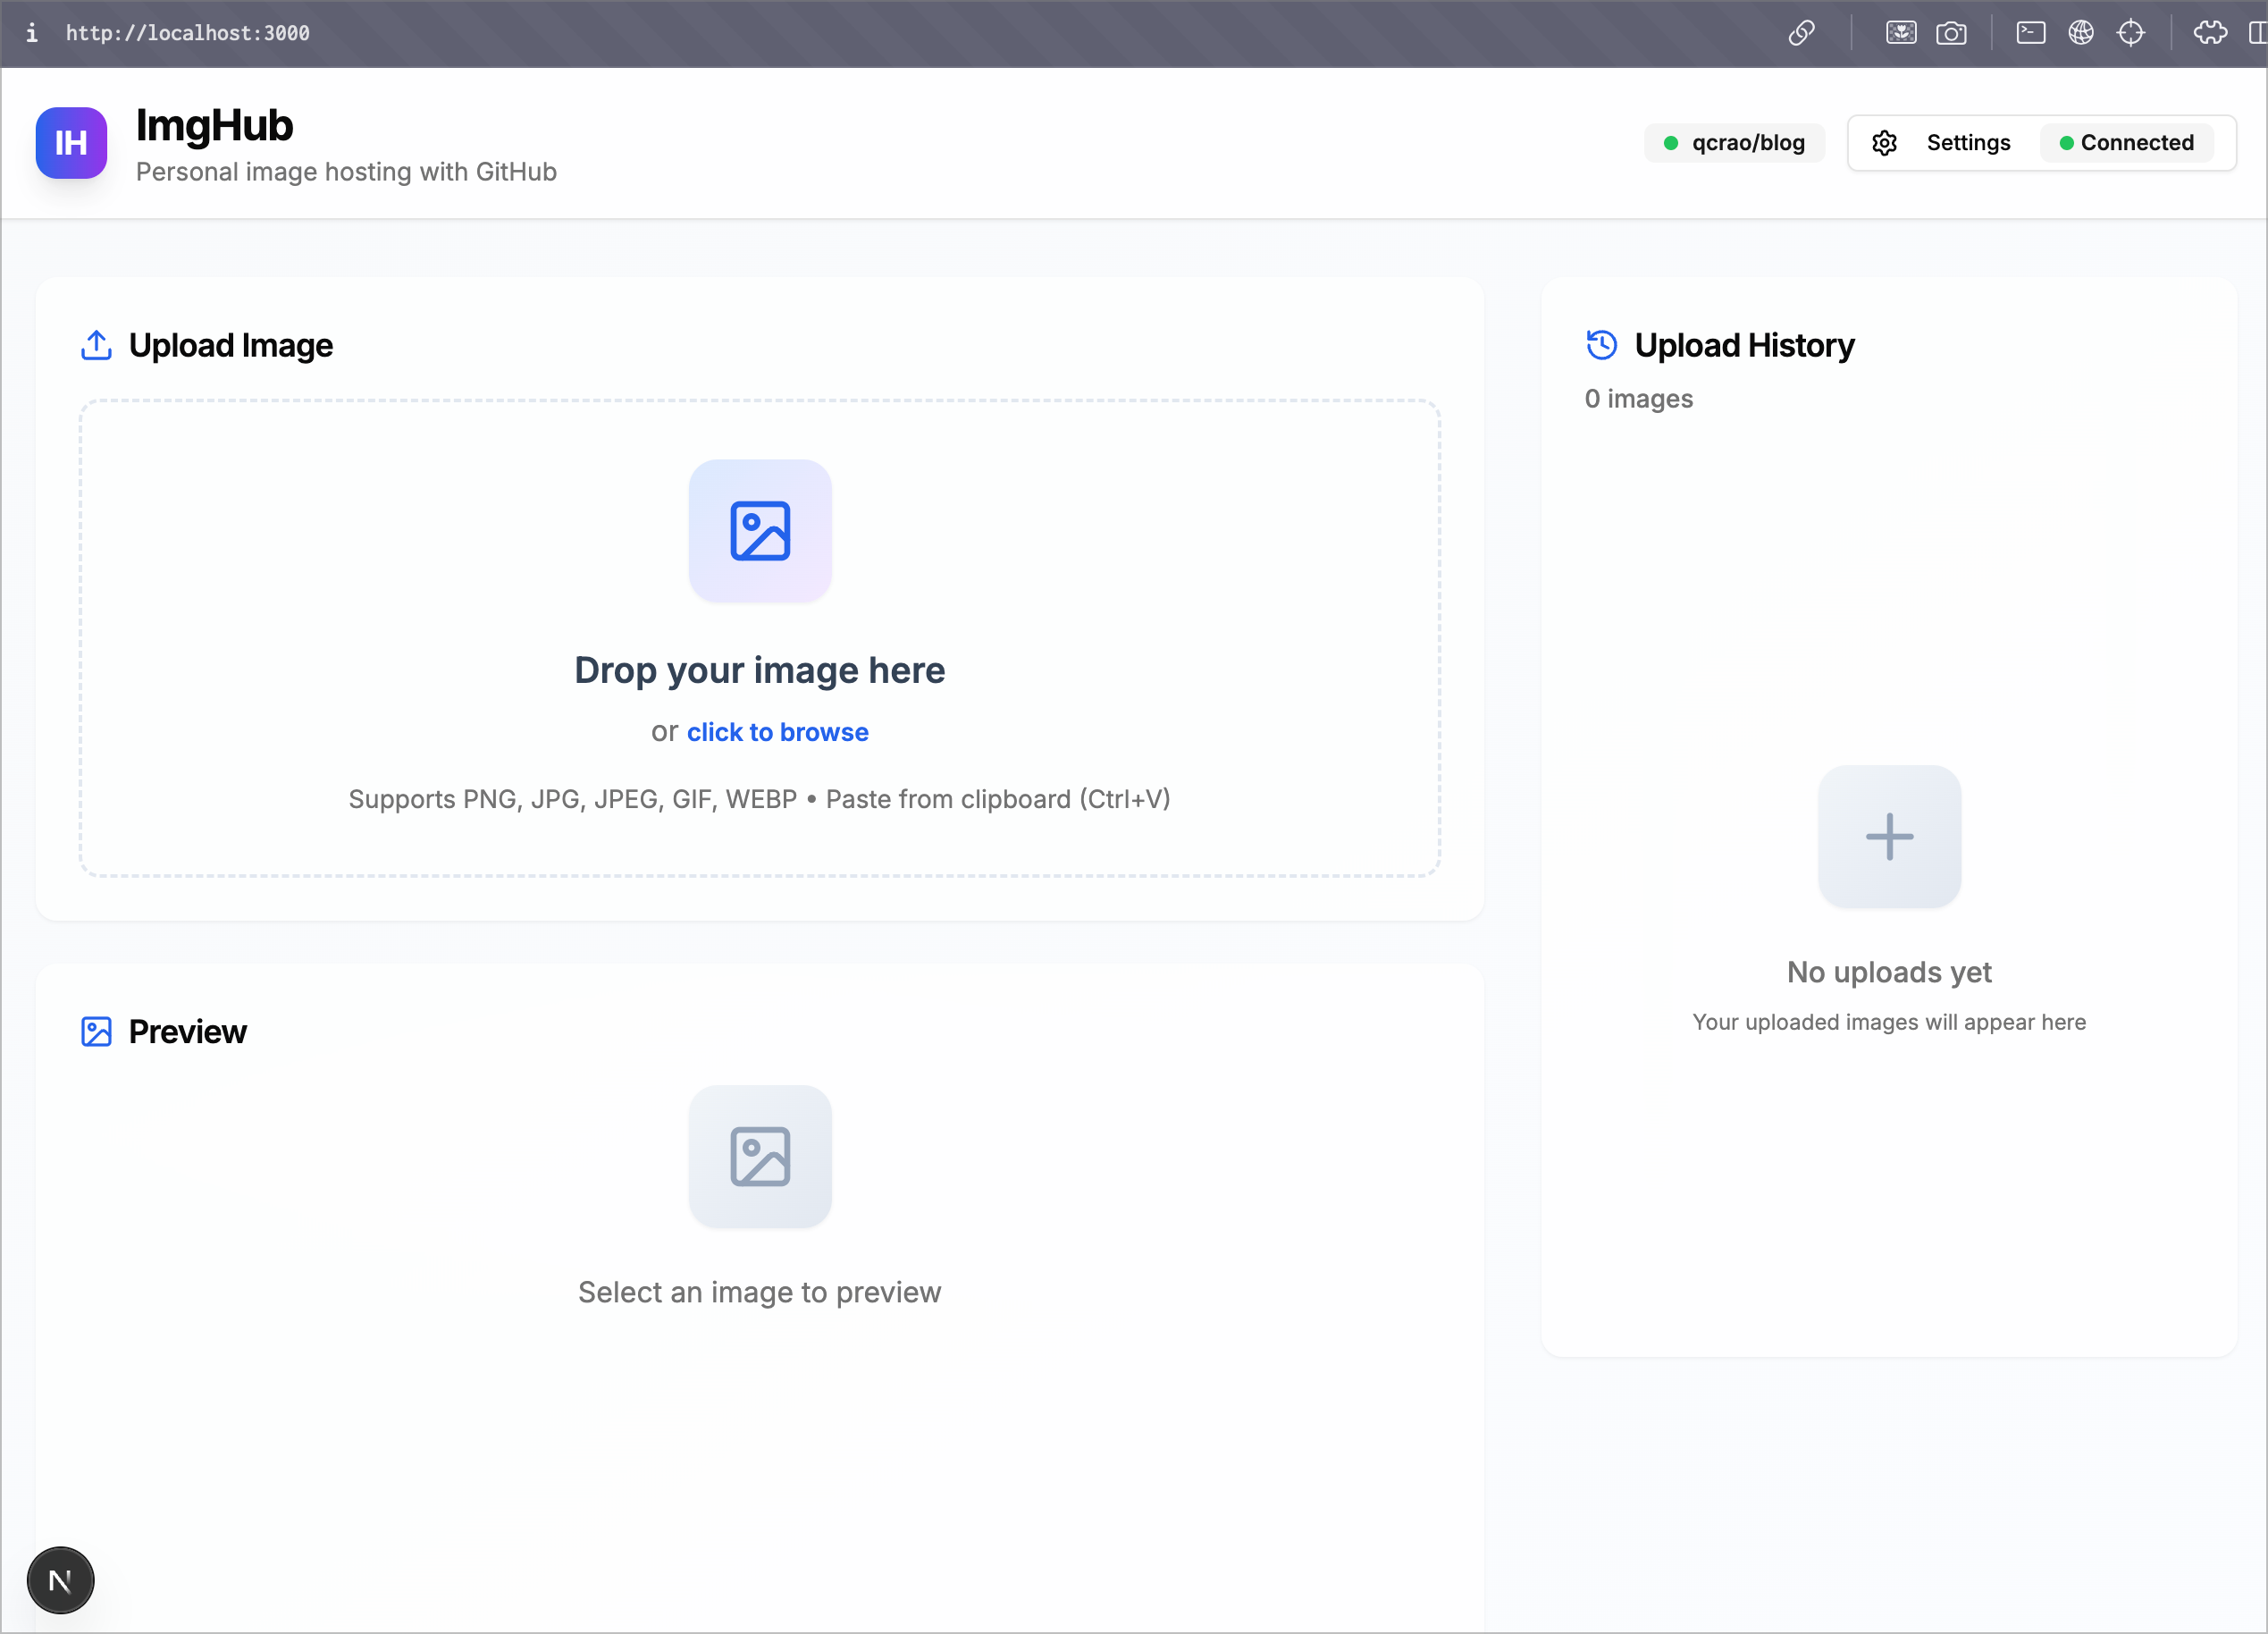 http://localhost:3000
IH
ImgHub
Personal image hosting with GitHub
qcrao/blog
Settings
Connected
Upload Image
Drop your image here
or click to browse
Supports PNG, JPG, JPEG, GIF, WEBP • Paste from clipboard (Ctrl+V)
Preview
Select an image to preview
Upload History
0 images
No uploads yet
Your uploaded images will appear here
N